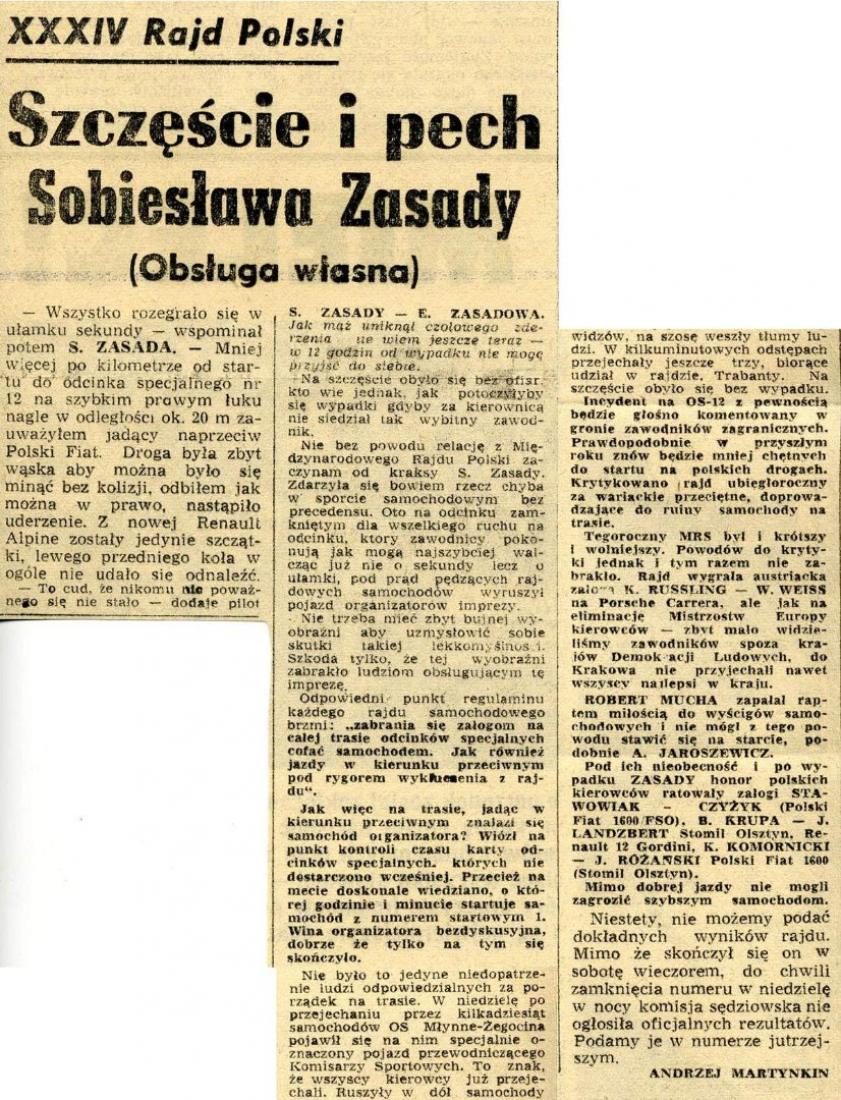 XXXIV Rajd Polski
Szczęście i pech
Sobiesława Zasady
(Obsługa własna)
— Wszystko rozegrało się w
ułamku sekundy — wspominał
potem S. ZASADA. — Mniej
więcej po kilometrze od star-
tu do odcinka specjalnego nr
12 na szybkim prawym łuku
nagle w odległości ok. 20 m za-
uważyłem jadący naprzeciw
Polski Fiat. Droga była zbyt
wąska aby można było się
minąć bez kolizji, odbiłem jak
można w prawo, nastąpiło
uderzenie. Z nowej Renault
Alpine zostały jedynie szcząt-
ki, lewego przedniego koła w
ogóle nie udało się odnaleźć.
— To cud, że nikomu nic poważ-
nego się nie stało — dodaje pilot
S. ZASADY — E. ZASADOWA.
Jak mąż uniknął czołowego zde-
rzenia nie wiem jeszcze teraz —
w 12 godzin od wypadku nie mogę
przyjść do siebie.
Na szczęście obyło się bez ofiar,
kto wie jednak, jak potoczyłyby
się wypadki gdyby za kierownicą
nie siedział tak wybitny zawod-
nik.
Nie bez powodu relację z Mię-
dzynarodowego Rajdu Polski za-
czynam od kraksy S. Zasady.
Zdarzyła się bowiem rzecz chyba
w sporcie samochodowym bez
precedensu. Oto na odcinku zam-
kniętym dla wszelkiego ruchu na
odcinku, ktory zawodnicy poko-
nują jak mogą najszybciej wal-
cząc już nie o sekundy lecz o
ułamki, pod prąd pędzących raj-
dowych samochodów wyruszył
pojazd organizatorów imprezy.
Nie trzeba mieć zbyt bujnej wy-
obraźni aby uzmysłowić sobie
skutki takiej lekkomyślności.
Szkoda tylko, że tej wyobraźni
zabrakło ludziom obsługującym tę
imprezę.
Odpowiedni punkt regulaminu
każdego rajdu samochodowego
brzmi: „zabrania się załogom na
całej trasie odcinków specjalnych
cofać samochodem. Jak również
jazdy w kierunku przeciwnym
pod rygorem wykluczenia z raj-
du".
Jak więc na trasie, jadąc w
kierunku przeciwnym znalazł się
samochód organizatora? Wiózł na
punkt kontroli czasu karty od-
cinków specjalnych, których nie
dostarczono wcześniej. Przecież na
mecie doskonale wiedziano, o któ-
rej godzinie i minucie startuje sa-
mochód z numerem startowym 1.
Wina organizatora bezdyskusyjna,
dobrze że tylko na tym się
skończyło.
Nie było to jedyne niedopatrze-
nie ludzi odpowiedzialnych za po-
rządek na trasie. W niedzielę po
przejechaniu przez kilkadziesiąt
samochodów OS Młynne-Żegocina
pojawił się na nim specjalnie o-
znaczony pojazd przewodniczącego
Komisarzy Sportowych. To znak,
że wszyscy kierowcy już przeje-
chali. Ruszyły w dół samochody
widzów, na szosę weszły tłumy lu-
dzi. W kilkuminutowych odstępach
przejechały jeszcze trzy, biorące
udział w rajdzie, Trabanty. Na
szczęście obyło się bez wypadku.
Incydent na OS-12 z pewnością
będzie głośno komentowany w
gronie zawodników zagranicznych.
Prawdopodobnie w przyszłym
roku znów będzie mniej chętnych
do startu na polskich drogach.
Krytykowano rajd ubiegłoroczny
za wariackie przeciętne, doprowa-
dzające do ruiny samochody na
trasie.
Tegoroczny MRS był i krótszy
i wolniejszy. Powodów do kryty-
ki jednak i tym razem nie za-
brakło. Rajd wygrała austriacka
załoga K. RUSSLING — W. WEISS
na Porsche Carrera, ale jak na
eliminację Mistrzostw Europy
kierowców — zbyt mało widzie-
liśmy zawodników spoza kra-
jów Demokracji Ludowych, do
Krakowa nie przyjechali nawet
wszyscy najlepsi w kraju.
ROBERT MUCHA zapałał rap-
tem miłością do wyścigów samo-
chodowych i nie mógł z tego po-
wodu stawić się na starcie, po-
dobnie A. JAROSZEWICZ.
Pod ich nieobecność i po wy-
padku ZASADY honor polskich
kierowców ratowały załogi STA-
WOWIAK — CZYŻYK (Polski
Fiat 1600 FSO), B. KRUPA — J.
LANDZBERT Stomil Olsztyn, Re-
nault 12 Gordini, K. KOMORNICKI
— J. RÓŻAŃSKI Polski Fiat 1600
(Stomil Olsztyn).
Mimo dobrej jazdy nie mogli
zagrozić szybszym samochodom.
Niestety, nie możemy podać
dokładnych wyników rajdu.
Mimo że skończył się on w
sobotę wieczorem, do chwili
zamknięcia numeru w niedzielę
w nocy komisja sędziowska nie
ogłosiła oficjalnych rezultatów.
Podamy je w numerze jutrzej-
szym.
ANDRZEJ MARTYNKIN